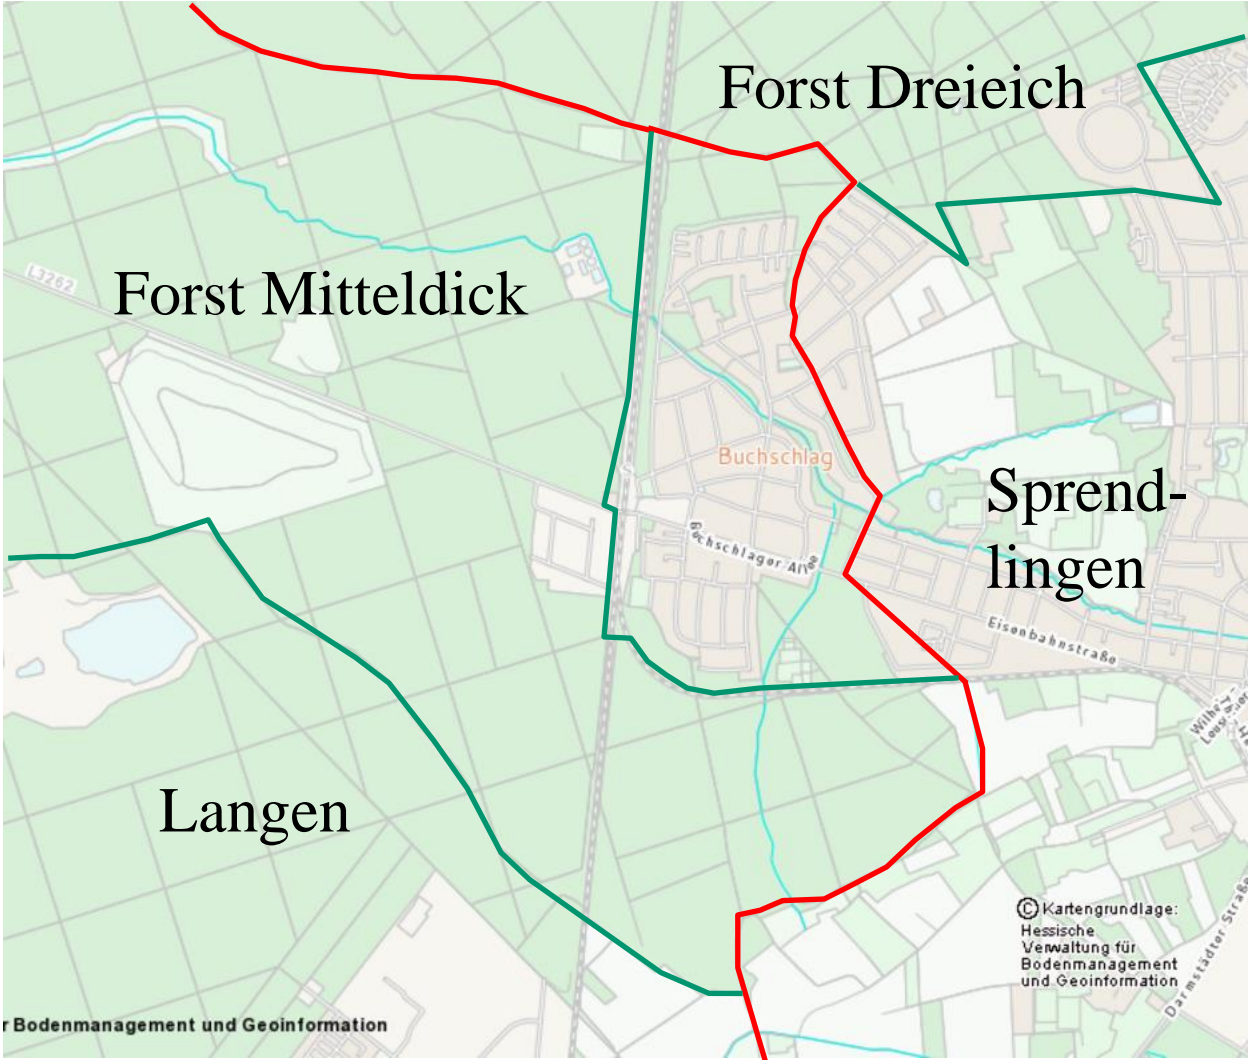 Forst Dreieich
L3262
Forst Mitteldick
Buchschlag
Sprend-
lingen
Buchschlager Allee
Eisenbahnstraße
Langen
Kartengrundlage:
Hessische
Verwaltung für
Bodenmanagement
und Geoinformation
Darmstädter Straße
r Bodenmanagement und Geoinformation